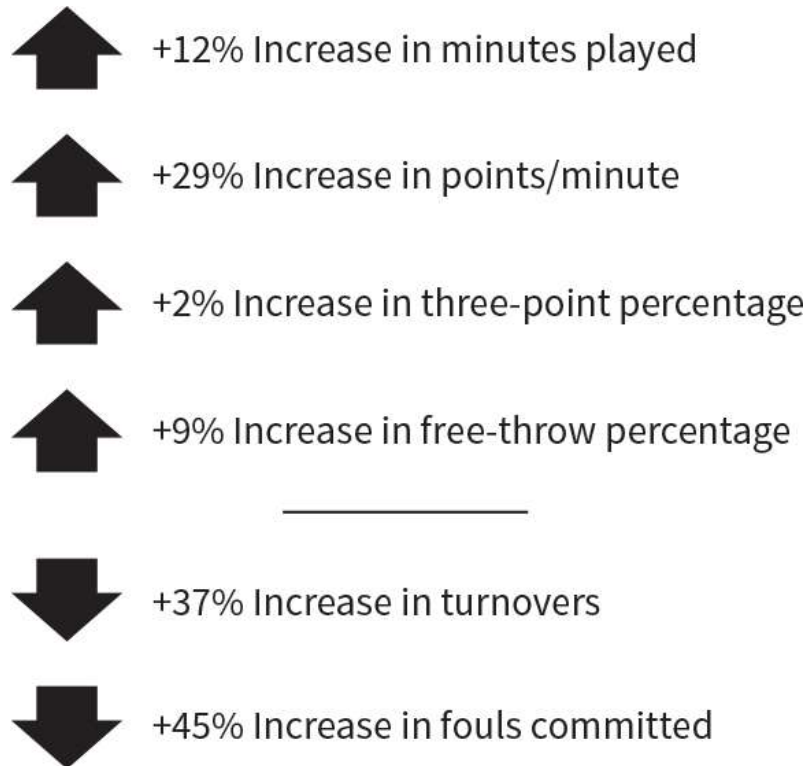 +12% Increase in minutes played
+29% Increase in points/minute
+2% Increase in three-point percentage
+9% Increase in free-throw percentage
+37% Increase in turnovers
+45% Increase in fouls committed